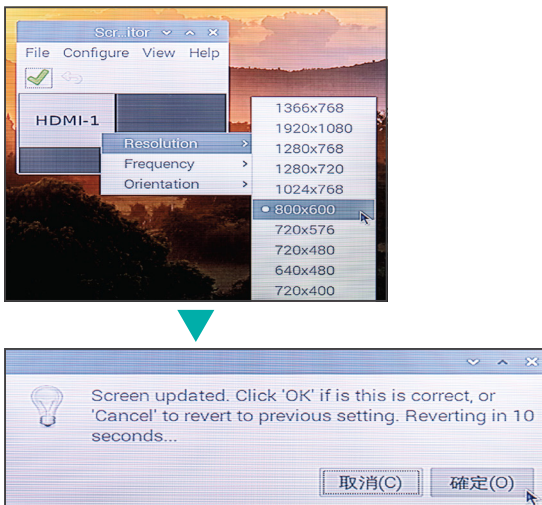 Scr...itor
File Configure View Help
HDMI-1
Resolution >
Frequency >
Orientation >
1366x768
1920x1080
1280x768
1280x720
1024x768
800x600
720x576
720x480
640x480
720x400
Screen updated. Click 'OK' if is this is correct, or
'Cancel' to revert to previous setting. Reverting in 10
seconds...
取消(C) 確定(O)